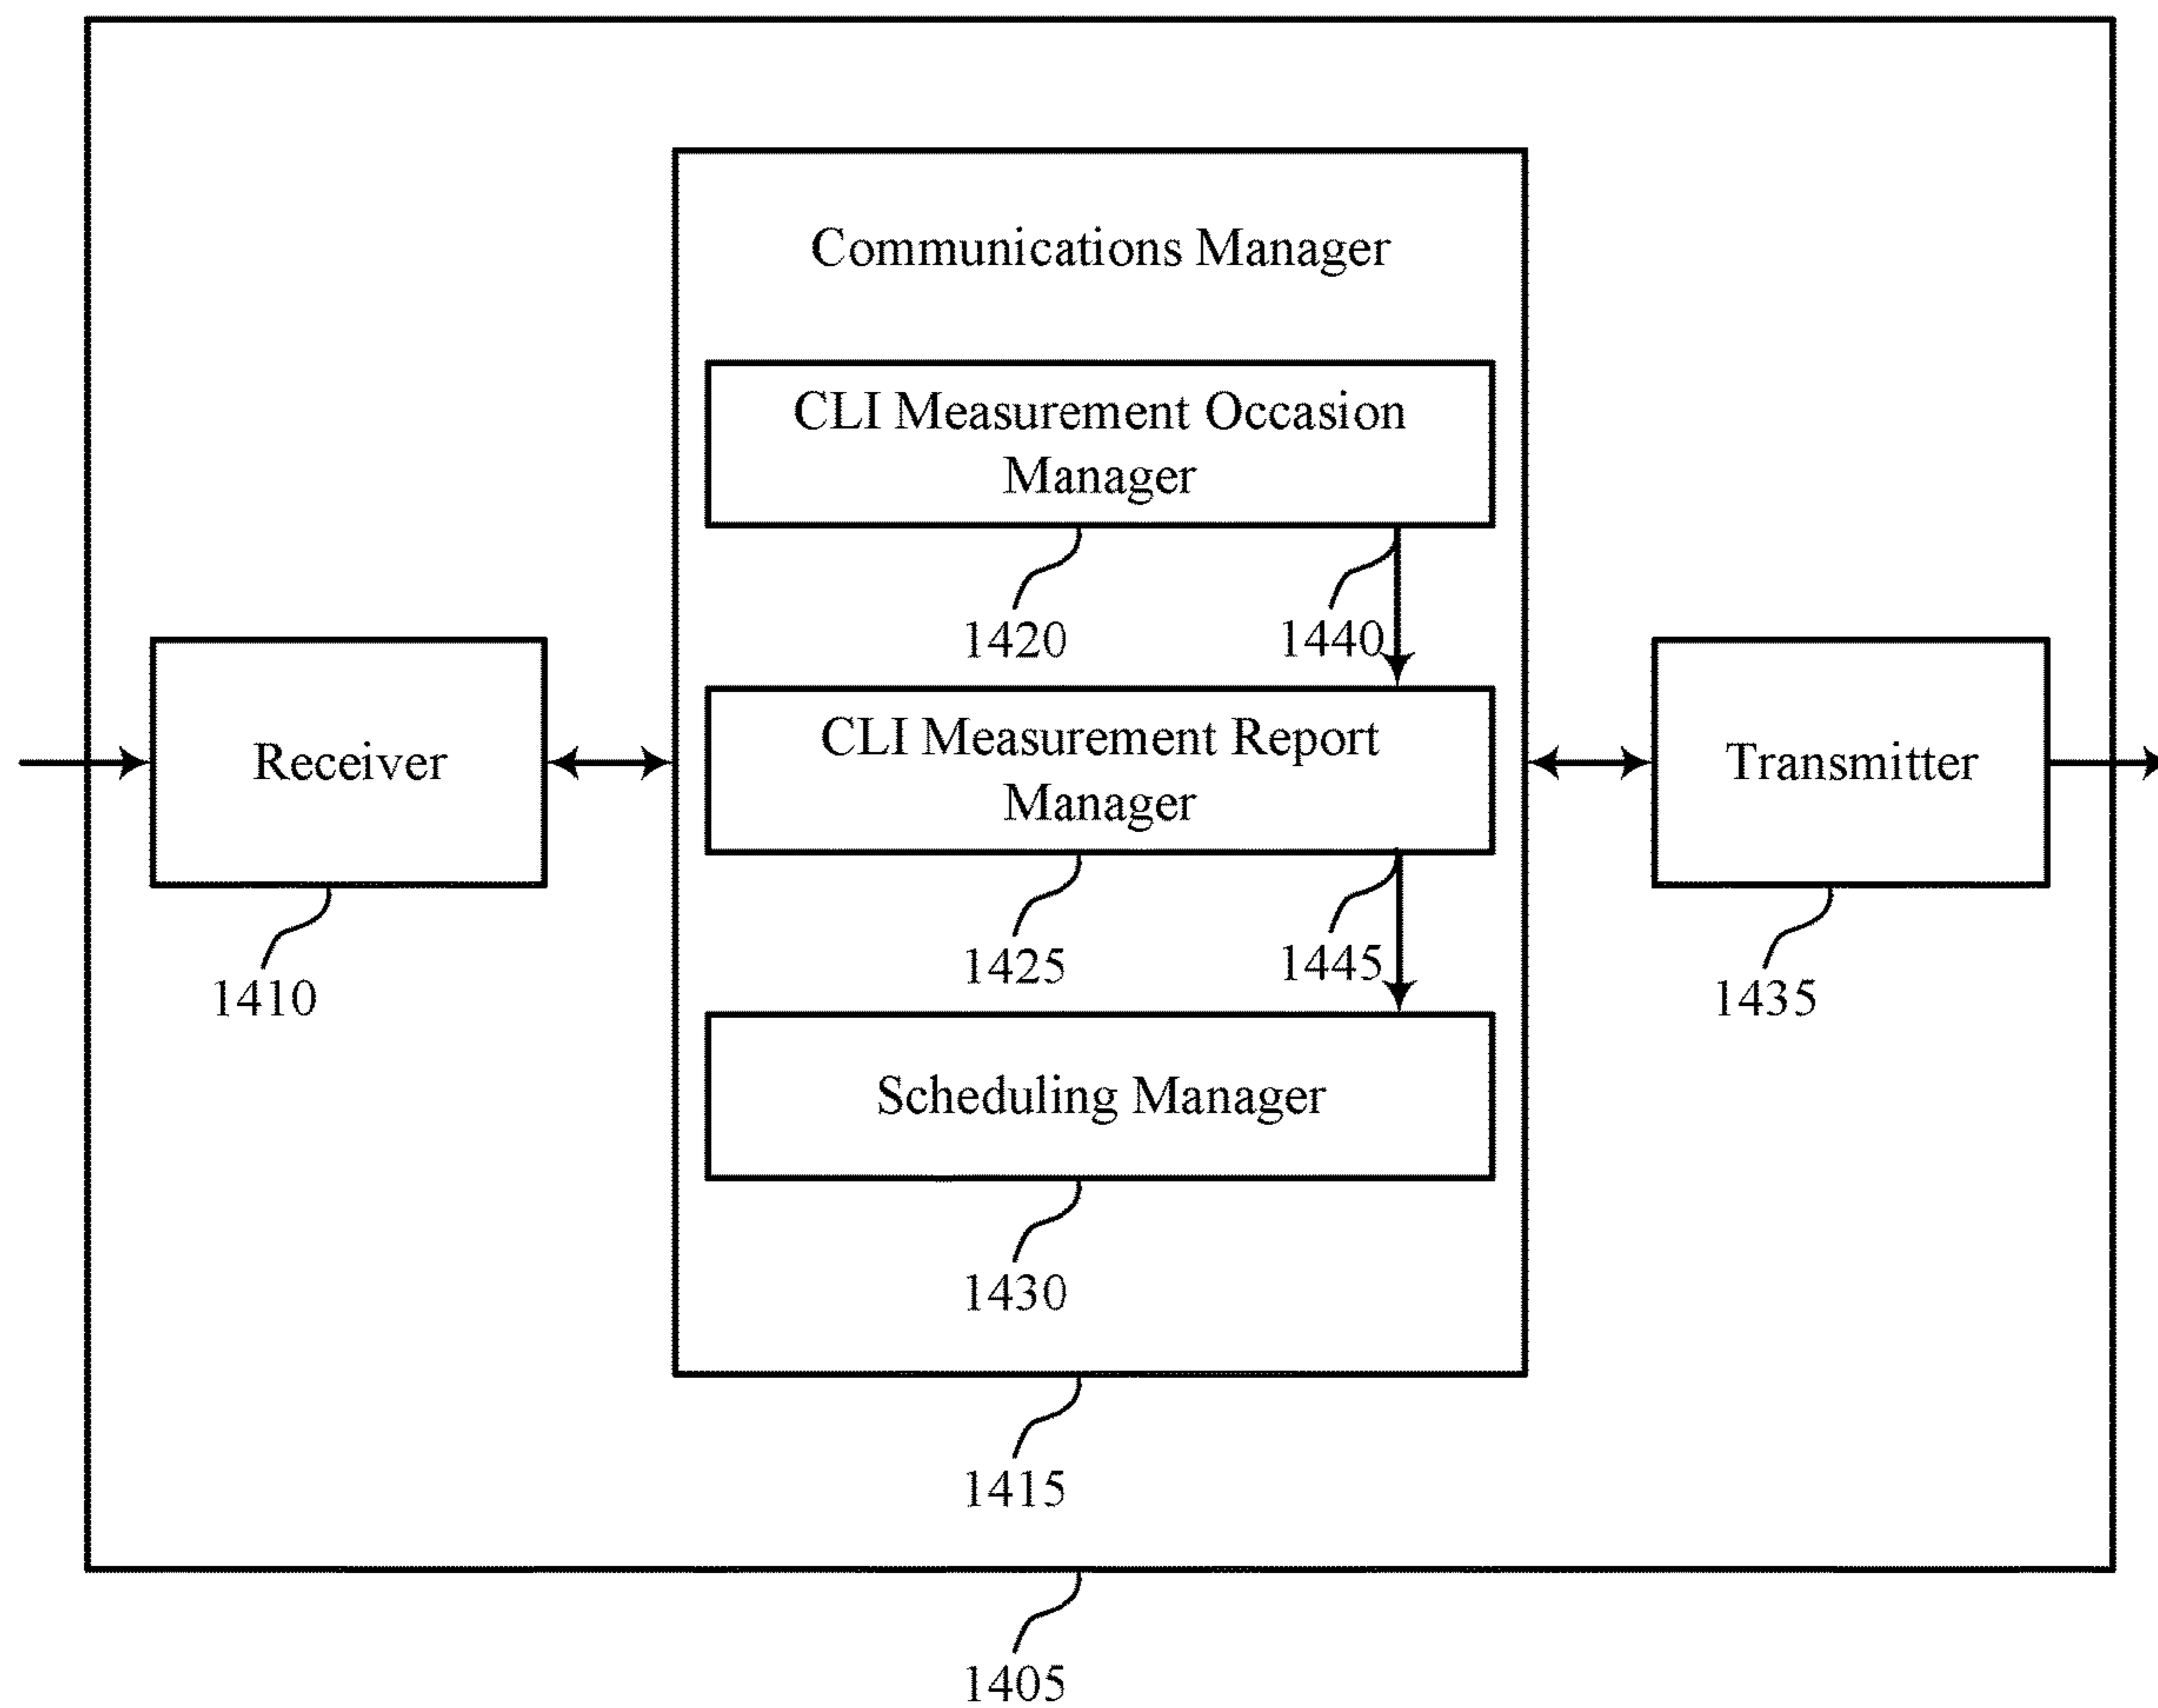 Communications Manager
CLI Measurement Occasion
Manager
1420
1440
Receiver
1410
CLI Measurement Report
Manager
1425
1445
Transmitter
1435
Scheduling Manager
1430
1415
1405